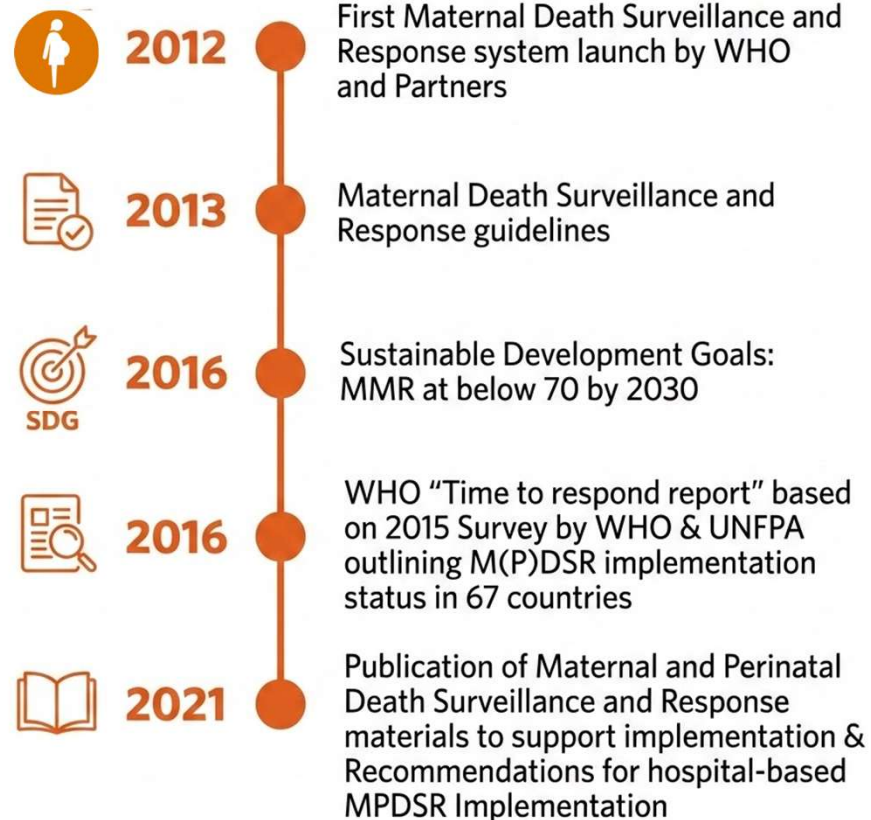 2012
First Maternal Death Surveillance and
Response system launch by WHO
and Partners
2013
Maternal Death Surveillance and
Response guidelines
SDG
2016
Sustainable Development Goals:
MMR at below 70 by 2030
2016
WHO “Time to respond report” based
on 2015 Survey by WHO & UNFPA
outlining M(P)DSR implementation
status in 67 countries
2021
Publication of Maternal and Perinatal
Death Surveillance and Response
materials to support implementation &
Recommendations for hospital-based
MPDSR Implementation